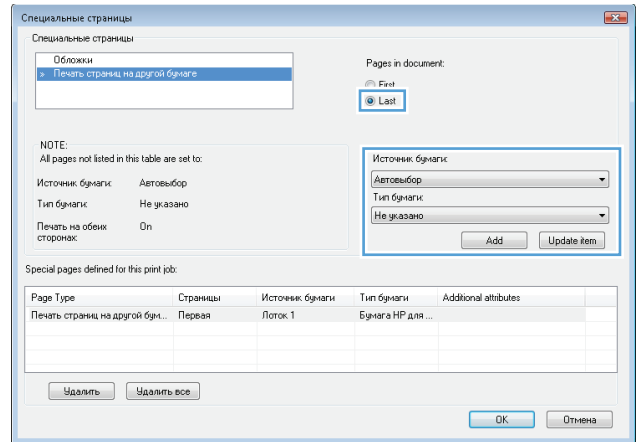 Специальные страницы
Специальные страницы
Обложки
» Печать страниц на другой бумаге
Pages in document:
First
Last
NOTE:
All pages not listed in this table are set to:
Источник бумаги: Автовыбор
Тип бумаги: Не указано
Печать на обеих сторонах: On
Источник бумаги:
Автовыбор
Тип бумаги:
Не указано
Add Update item
Special pages defined for this print job:
Page Type Страницы Источник бумаги Тип бумаги Additional attributes
Печать страниц на другой бум... Первая Лоток 1 Бумага HP для ...
Удалить Удалить все
OK Отмена